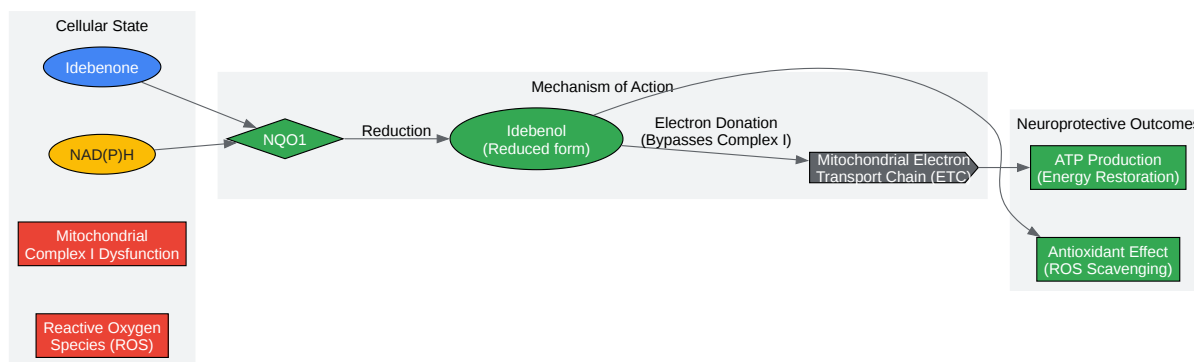 Cellular State
Idebenone
NAD(P)H
Mitochondrial
Complex I Dysfunction
Reactive Oxygen
Species (ROS)
Mechanism of Action
NQO1
Reduction
Idebenol
(Reduced form)
Electron Donation
(Bypasses Complex I)
Mitochondrial Electron
Transport Chain (ETC)
Neuroprotective Outcomes
ATP Production
(Energy Restoration)
Antioxidant Effect
(ROS Scavenging)